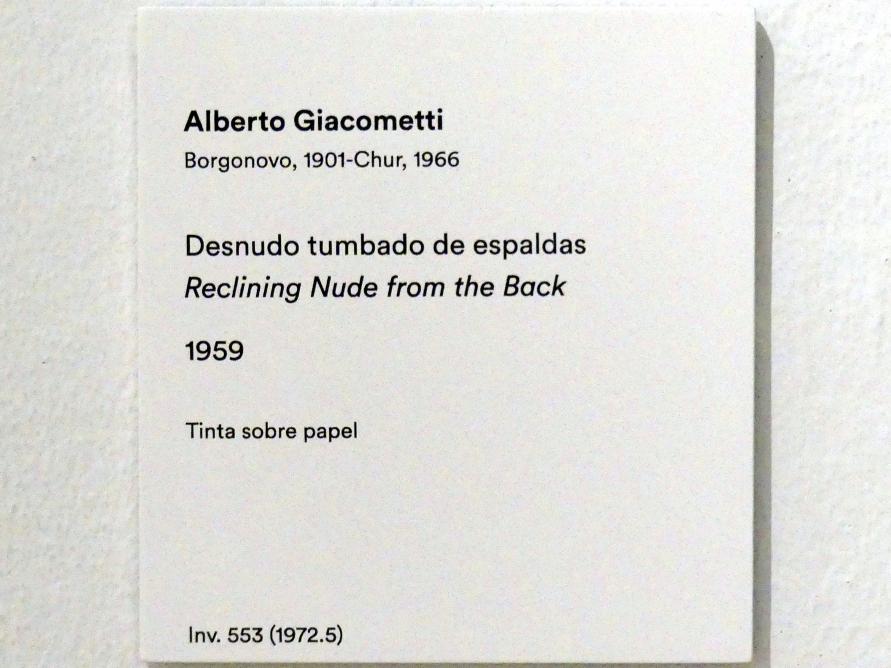 Alberto Giacometti
Borgonovo, 1901-Chur, 1966
Desnudo tumbado de espaldas
Reclining Nude from the Back
1959
Tinta sobre papel
Inv. 553 (1972.5)